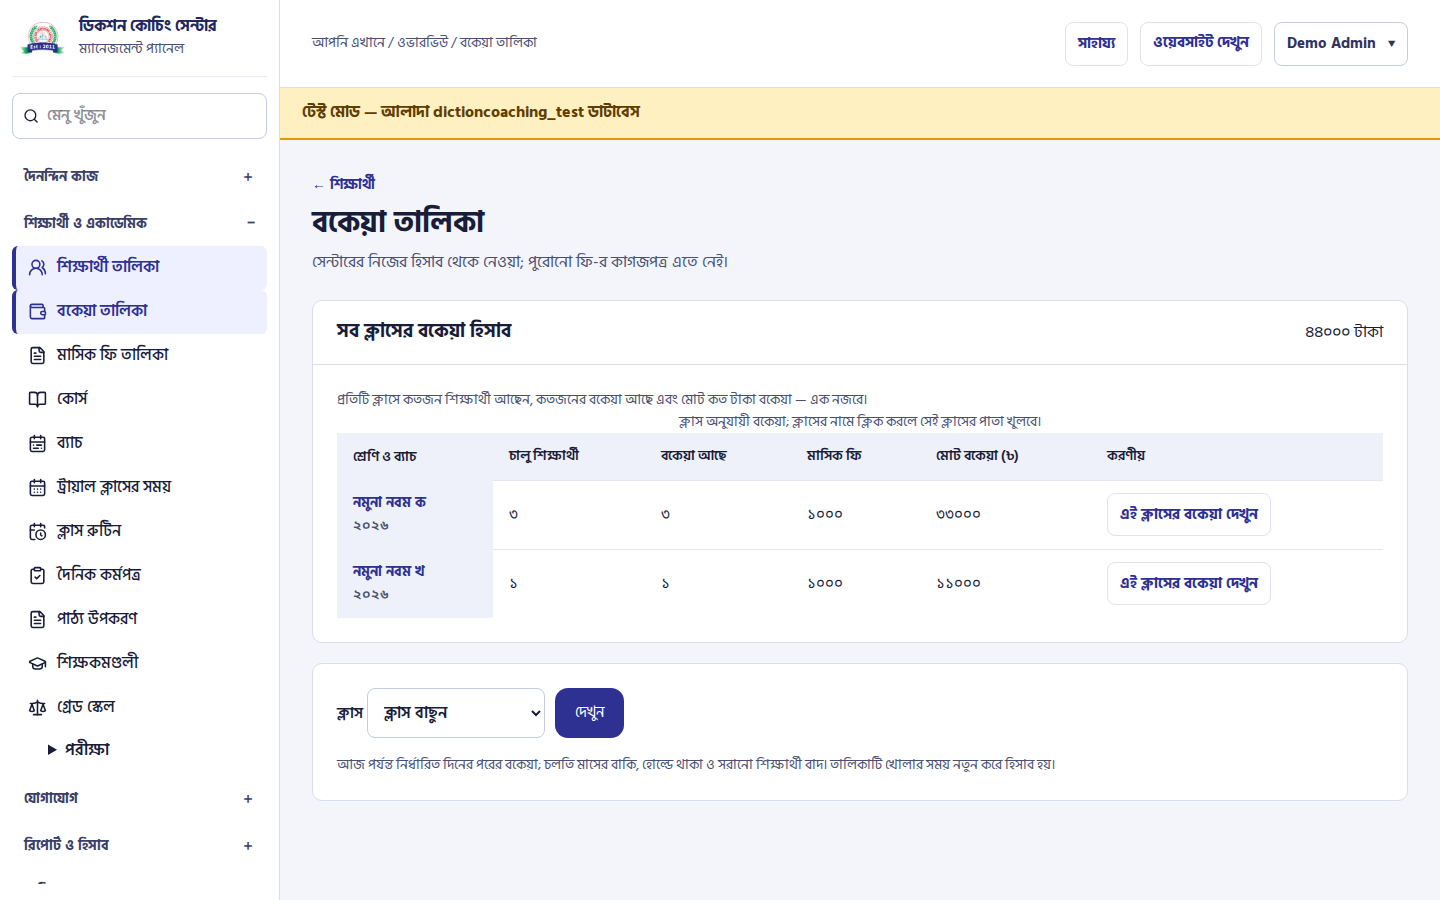 ডিকশন কোচিং সেন্টার
ম্যানেজমেন্ট প্যানেল
Est : 2011
মেনু খুঁজুন
দৈনন্দিন কাজ +
শিক্ষার্থী ও একাডেমিক −
শিক্ষার্থী তালিকা
বকেয়া তালিকা
মাসিক ফি তালিকা
কোর্স
ব্যাচ
ট্রায়াল ক্লাসের সময়
ক্লাস রুটিন
দৈনিক কর্মপত্র
পাঠ্য উপকরণ
শিক্ষকমণ্ডলী
গ্রেড স্কেল
▶ পরীক্ষা
যোগাযোগ +
রিপোর্ট ও হিসাব +
আপনি এখানে / ওভারভিউ / বকেয়া তালিকা
সাহায্য
ওয়েবসাইট দেখুন
Demo Admin ▼
টেস্ট মোড — আলাদা dictioncoaching_test ডাটাবেস
← শিক্ষার্থী
বকেয়া তালিকা
সেন্টারের নিজের হিসাব থেকে নেওয়া; পুরোনো ফি-র কাগজপত্র এতে নেই।
সব ক্লাসের বকেয়া হিসাব ৪৪০০০ টাকা
প্রতিটি ক্লাসে কতজন শিক্ষার্থী আছেন, কতজনের বকেয়া আছে এবং মোট কত টাকা বকেয়া — এক নজরে।
ক্লাস অনুযায়ী বকেয়া; ক্লাসের নামে ক্লিক করলে সেই ক্লাসের পাতা খুলবে।
শ্রেণি ও ব্যাচ চালু শিক্ষার্থী বকেয়া আছে মাসিক ফি মোট বকেয়া (৳) করণীয়
নমুনা নবম ক ৩ ৩ ১০০০ ৩৩০০০ এই ক্লাসের বকেয়া দেখুন
২০২৬
নমুনা নবম খ ১ ১ ১০০০ ১১০০০ এই ক্লাসের বকেয়া দেখুন
২০২৬
ক্লাস ক্লাস বাছুন দেখুন
আজ পর্যন্ত নির্ধারিত দিনের পরের বকেয়া; চলতি মাসের বাকি, হোল্ডে থাকা ও সরানো শিক্ষার্থী বাদ। তালিকাটি খোলার সময় নতুন করে হিসাব হয়।